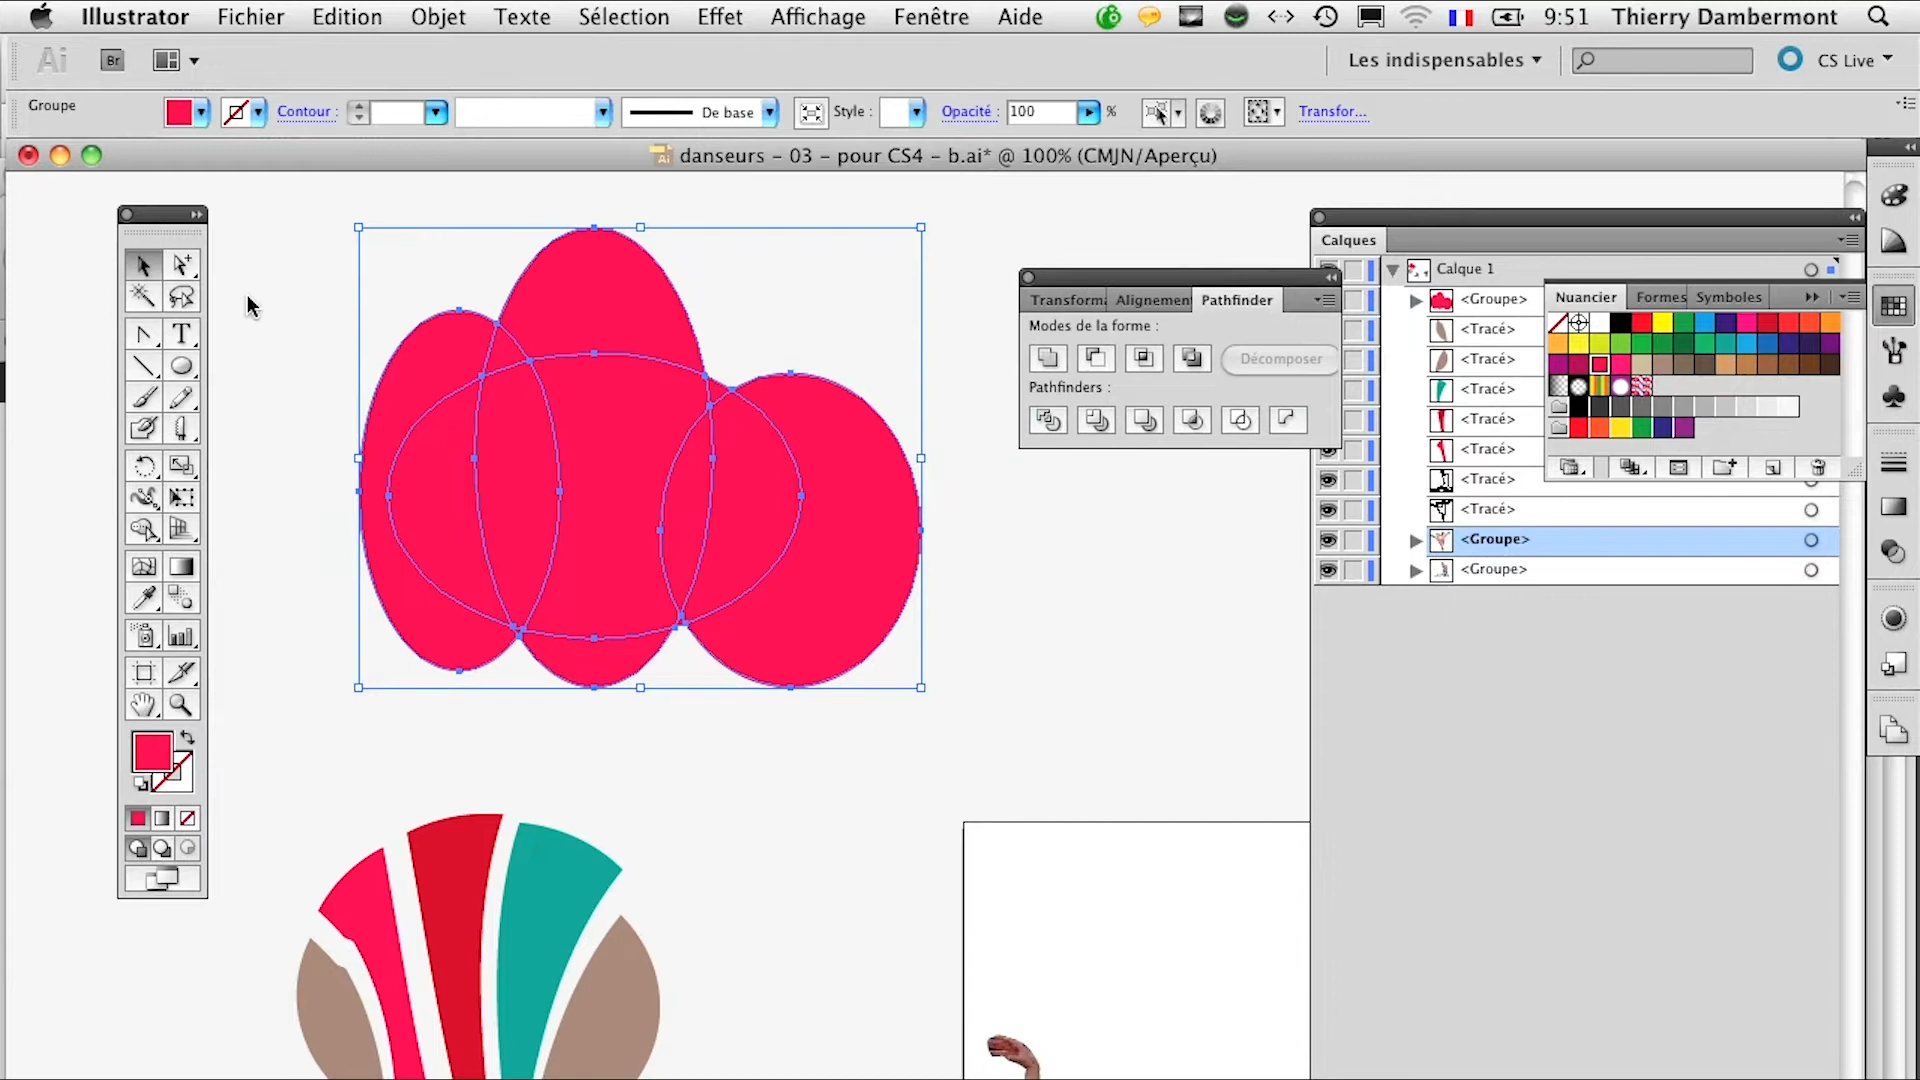 Illustrator Fichier Edition Objet Texte Sélection Effet Affichage Fenêtre Aide 9:51 Thierry Dambermont
Ai Br Les indispensables CS Live
Groupe Contour : De base Style : Opacité : 100 % Transfor...
danseurs - 03 - pour CS4 - b.ai* @ 100% (CMJN/Aperçu)
Calques
Calque 1
<Groupe>
<Tracé>
<Tracé>
<Tracé>
<Tracé>
<Tracé>
<Tracé>
<Tracé>
<Groupe>
<Groupe>
Transforma Alignement Pathfinder
Modes de la forme :
Décomposer
Pathfinders :
Nuancier Formes Symboles
T